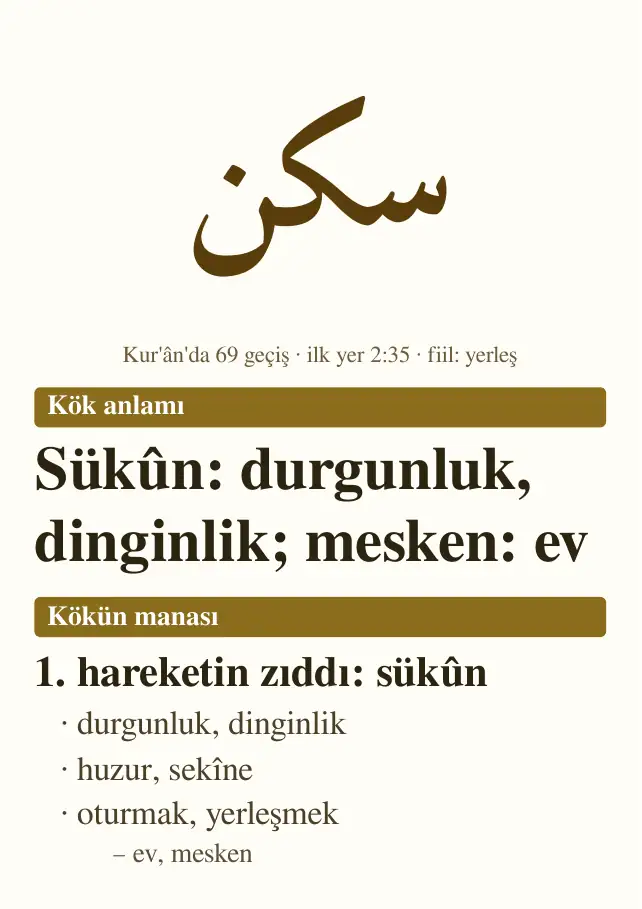 سكن
Kur'ân'da 69 geçiş · ilk yer 2:35 · fiil: yerleş
Kök anlamı
Sükûn: durgunluk,
dinginlik; mesken: ev
Kökün manası
1. hareketin zıddı: sükûn
· durgunluk, dinginlik
· huzur, sekîne
· oturmak, yerleşmek
– ev, mesken